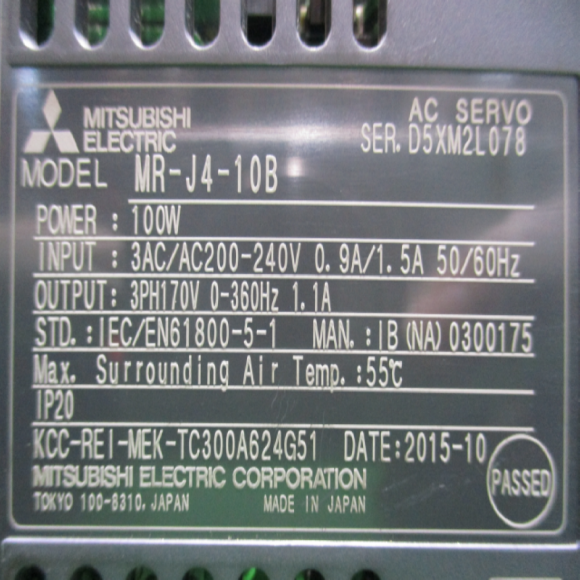 MITSUBISHI
ELECTRIC
AC SERVO
SER. D5XM2L078
MODEL MR-J4-10B
POWER : 100W
INPUT : 3AC/AC200-240V 0.9A/1.5A 50/60Hz
OUTPUT: 3PH170V 0-360Hz 1.1A
STD.:IEC/EN61800-5-1 MAN.:IB(NA)0300175
Max. Surrounding Air Temp.:55℃
IP20
KCC-REI-MEK-TC300A624G51 DATE:2015-10
MITSUBISHI ELECTRIC CORPORATION
TOKYO 100-8310, JAPAN MADE IN JAPAN
PASSED